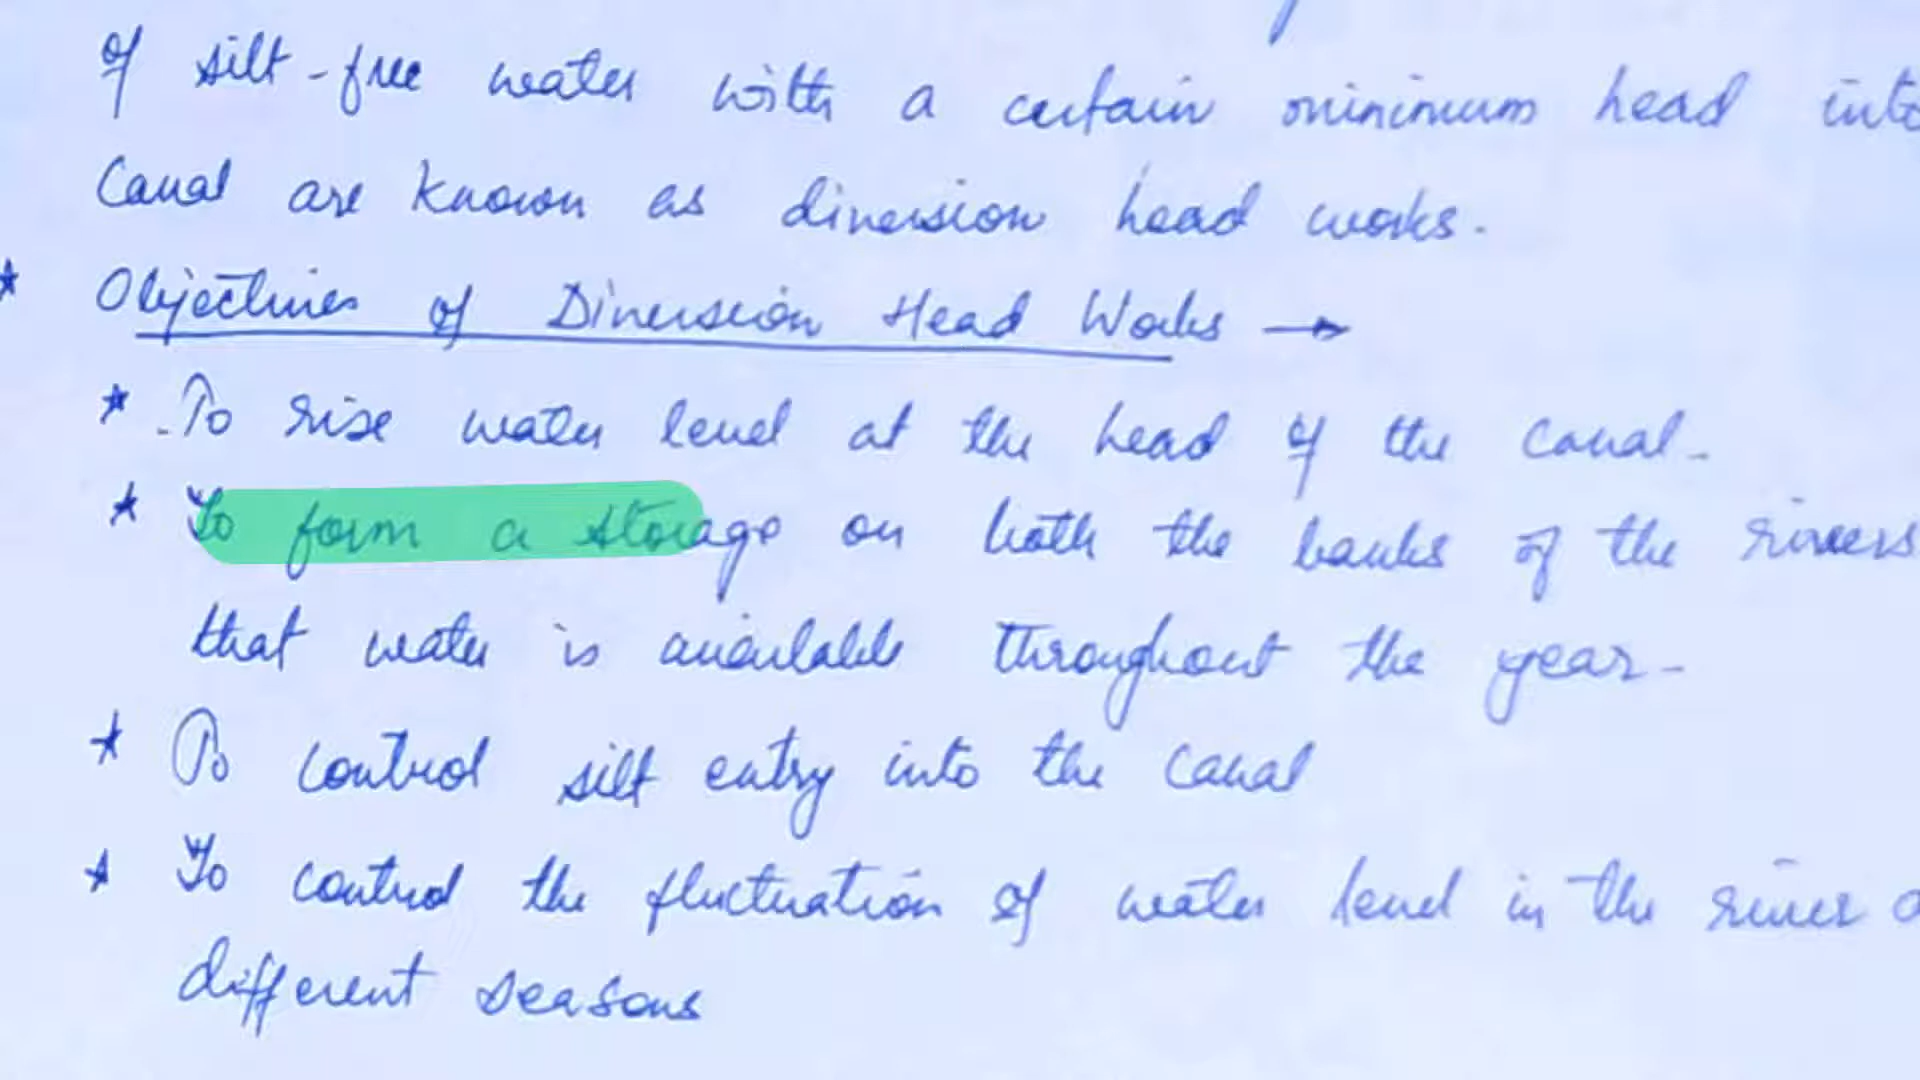 of silt-free water with a certain minimum head into
Canal are known as diversion head works.
* Objectives of Diversion Head Works →
* To rise water level at the head of the canal.
* To form a storage on both the banks of the rivers
that water is available throughout the year.
* To control silt entry into the canal
* To control the fluctuation of water level in the river
different seasons